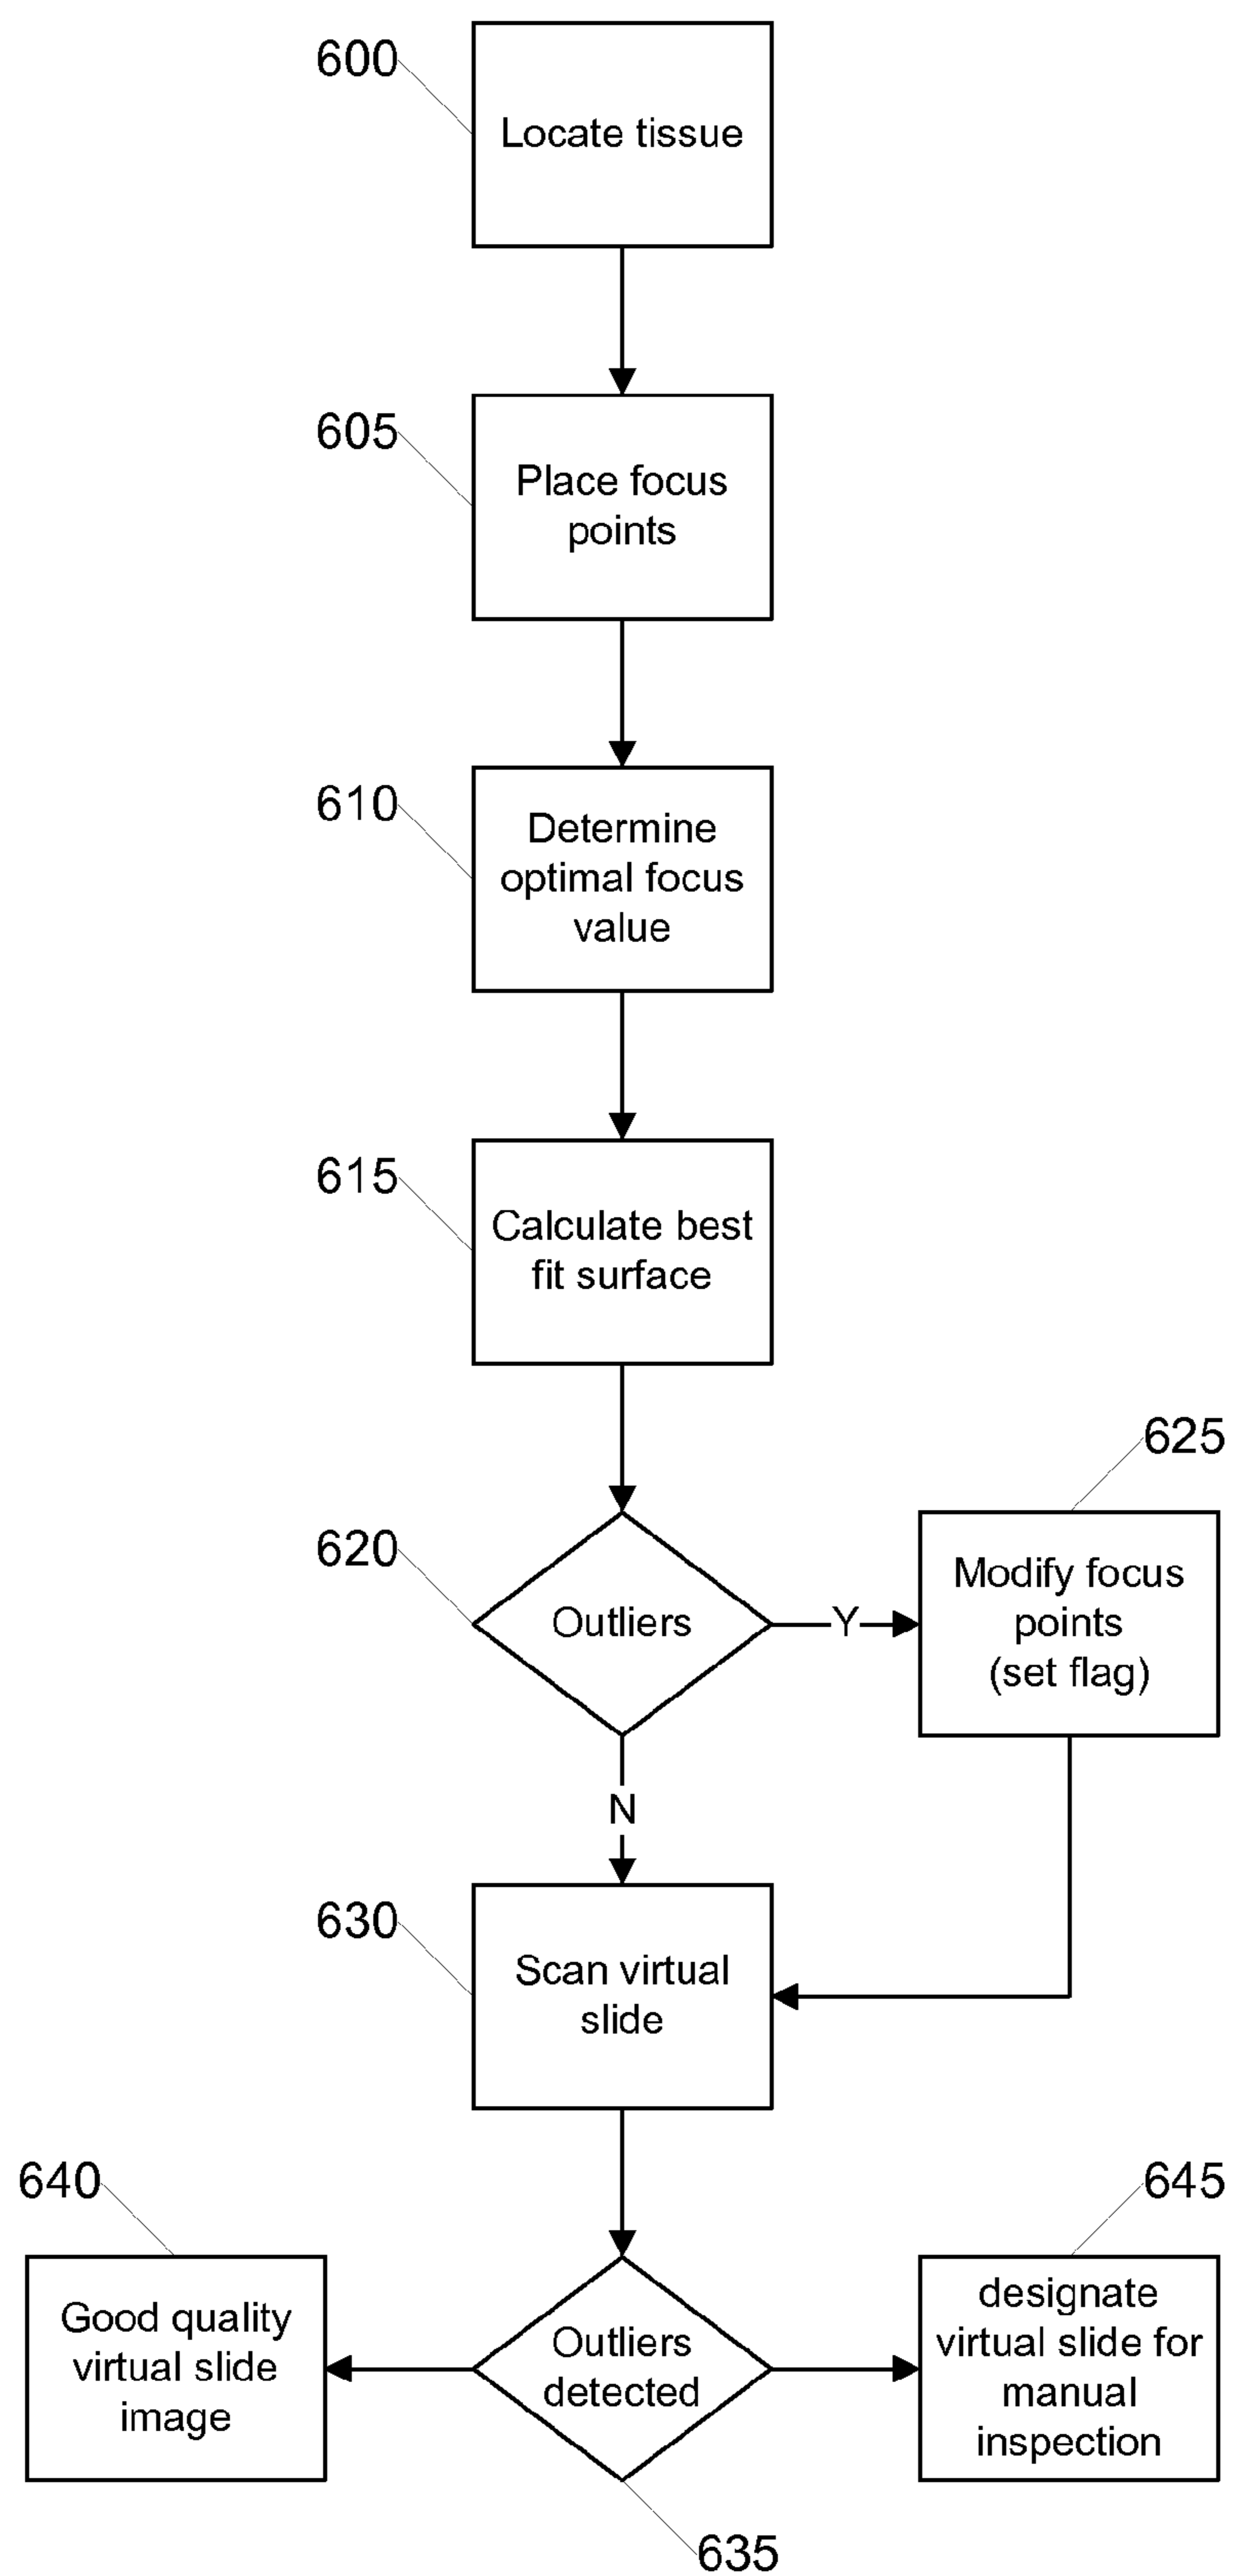 600
Locate tissue
605
Place focus
points
610
Determine
optimal focus
value
615
Calculate best
fit surface
620
Outliers
Y
625
Modify focus
points
(set flag)
N
630
Scan virtual
slide
640
Good quality
virtual slide
image
Outliers
detected
635
645
designate
virtual slide for
manual
inspection